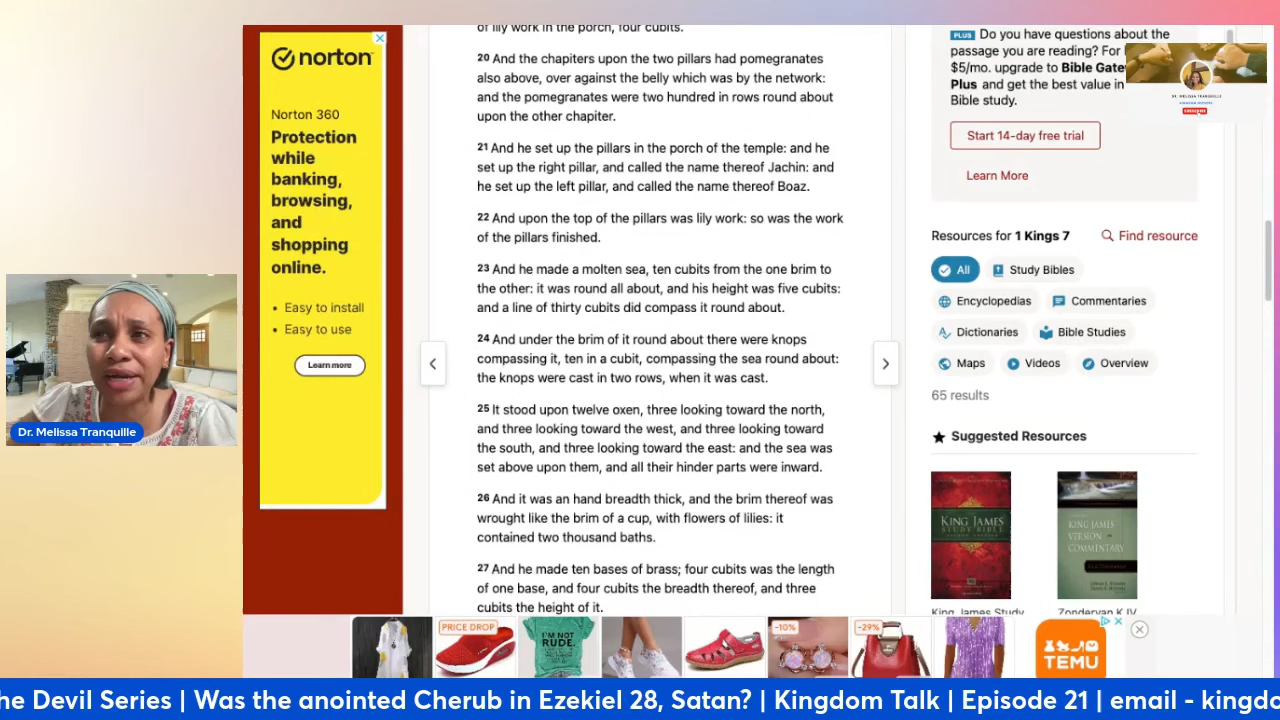 norton
Norton 360
Protection
while
banking,
browsing,
and
shopping
online.
• Easy to install
• Easy to use
Learn more
Dr. Melissa Tranquille
of lily work in the porch, four cubits.
20 And the chapiters upon the two pillars had pomegranates
also above, over against the belly which was by the network:
and the pomegranates were two hundred in rows round about
upon the other chapiter.
21 And he set up the pillars in the porch of the temple: and he
set up the right pillar, and called the name thereof Jachin: and
he set up the left pillar, and called the name thereof Boaz.
22 And upon the top of the pillars was lily work: so was the work
of the pillars finished.
23 And he made a molten sea, ten cubits from the one brim to
the other: it was round all about, and his height was five cubits:
and a line of thirty cubits did compass it round about.
24 And under the brim of it round about there were knops
compassing it, ten in a cubit, compassing the sea round about:
the knops were cast in two rows, when it was cast.
25 It stood upon twelve oxen, three looking toward the north,
and three looking toward the west, and three looking toward
the south, and three looking toward the east: and the sea was
set above upon them, and all their hinder parts were inward.
26 And it was an hand breadth thick, and the brim thereof was
wrought like the brim of a cup, with flowers of lilies: it
contained two thousand baths.
27 And he made ten bases of brass; four cubits was the length
of one base, and four cubits the breadth thereof, and three
cubits the height of it.
PLUS Do you have questions about the
passage you are reading? For
$5/mo. upgrade to Bible Gate
Plus and get the best value in
Bible study.
DR. MELISSA TRANQUILLE
SUBSCRIBE
Start 14-day free trial
Learn More
Resources for 1 Kings 7
Find resource
All
Study Bibles
Encyclopedias
Commentaries
Dictionaries
Bible Studies
Maps
Videos
Overview
65 results
Suggested Resources
KING JAMES
STUDY BIBLE
KING JAMES
VERSION
COMMENTARY
King James Study
Zondervan KJV
PRICE DROP
I'M NOT
RUDE.
-10%
-29%
TEMU
he Devil Series | Was the anointed Cherub in Ezekiel 28, Satan? | Kingdom Talk | Episode 21 | email - kingdo